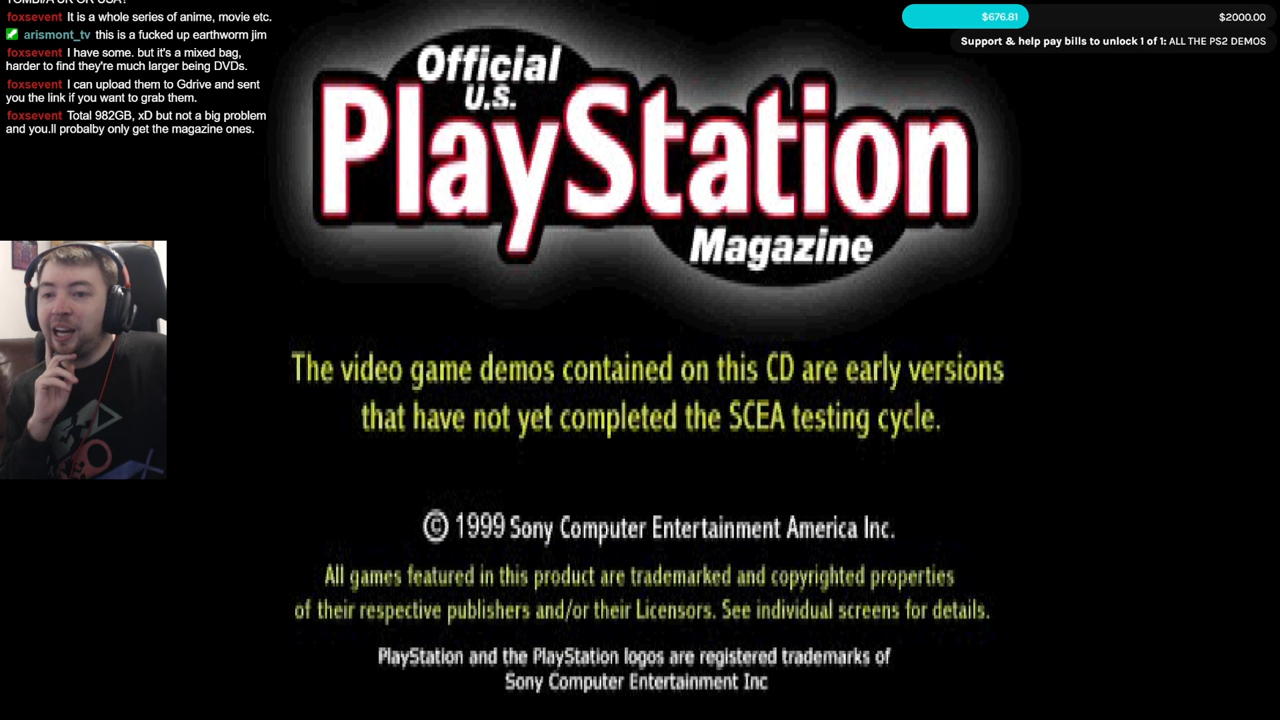 TOMBI/A UK OR USA?
foxsevent It is a whole series of anime, movie etc.
arismont_tv this is a fucked up earthworm jim
foxsevent I have some. but it's a mixed bag,
harder to find they're much larger being DVDs.
foxsevent I can upload them to Gdrive and sent
you the link if you want to grab them.
foxsevent Total 982GB, xD but not a big problem
and you.ll probalby only get the magazine ones.
$676.81
$2000.00
Support & help pay bills to unlock 1 of 1: ALL THE PS2 DEMOS
Official
U.S.
PlayStation
Magazine
The video game demos contained on this CD are early versions
that have not yet completed the SCEA testing cycle.
© 1999 Sony Computer Entertainment America Inc.
All games featured in this product are trademarked and copyrighted properties
of their respective publishers and/or their Licensors. See individual screens for details.
PlayStation and the PlayStation logos are registered trademarks of
Sony Computer Entertainment Inc